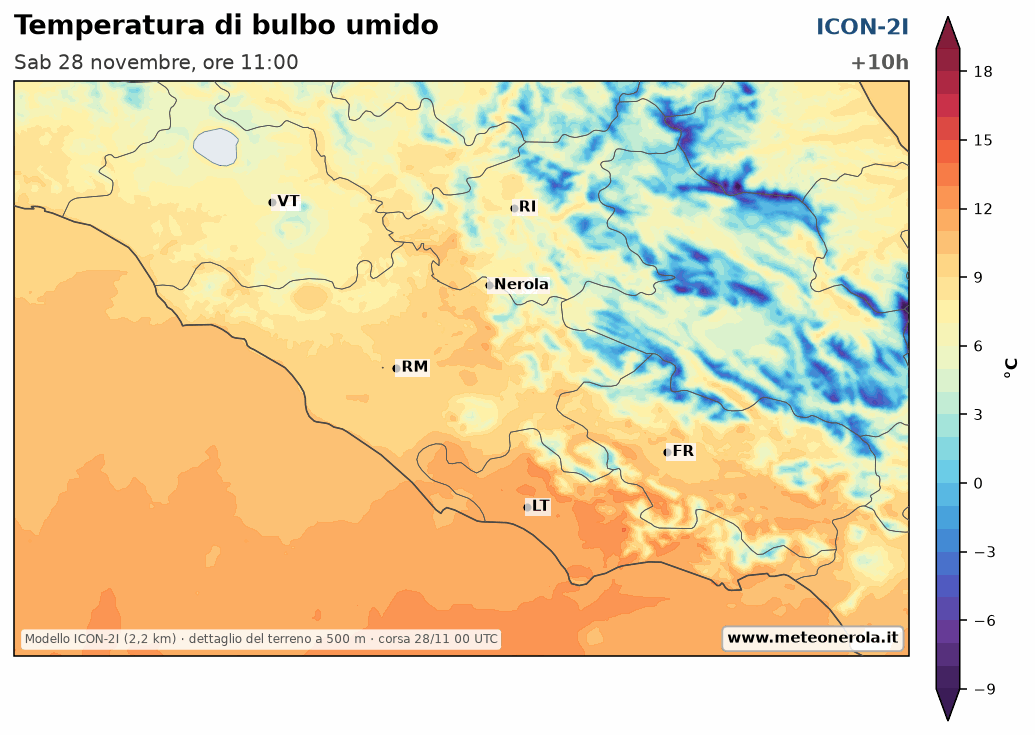 Temperatura di bulbo umido
ICON-2I
Sab 28 novembre, ore 11:00
+10h
VT
RI
Nerola
RM
FR
LT
18
15
12
9
6
3
0
−3
−6
−9
°C
Modello ICON-2I (2,2 km) · dettaglio del terreno a 500 m · corsa 28/11 00 UTC
www.meteonerola.it